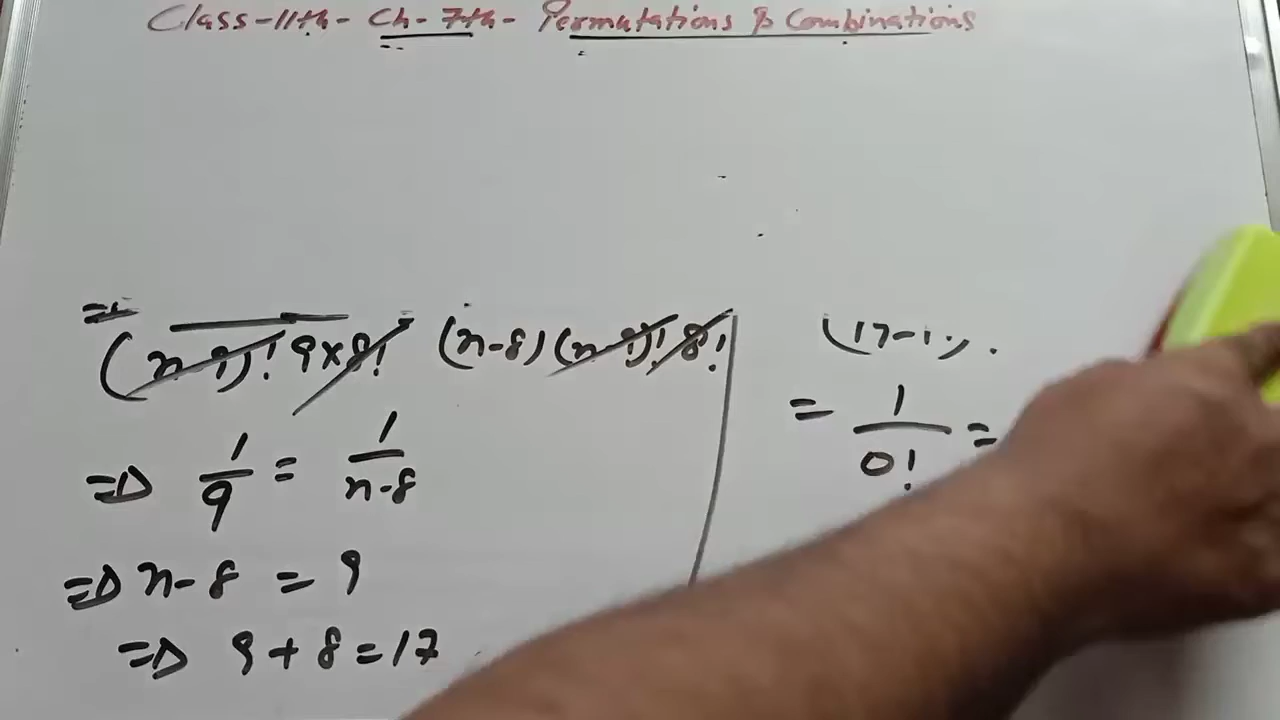 Class-11th- Ch-7th- Permutations & Combinations
=> (n-9)! 9×8! (n-8)(n-9)! 8!
=> 1/9 = 1/n-8
=> n-8 = 9
=> 9+8=17
(17-
= 1/0! =